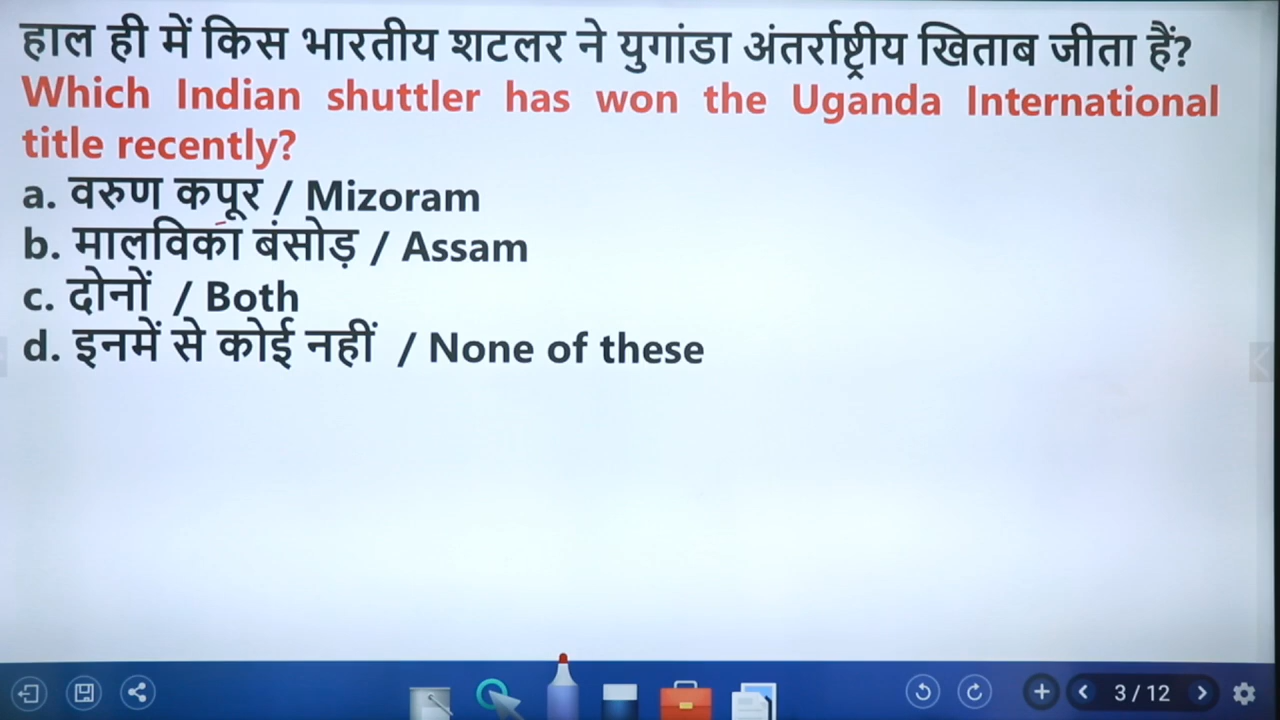 हाल ही में किस भारतीय शटलर ने युगांडा अंतर्राष्ट्रीय खिताब जीता हैं?
Which Indian shuttler has won the Uganda International
title recently?
a. वरुण कपूर / Mizoram
b. मालविका बंसोड़ / Assam
c. दोनों / Both
d. इनमें से कोई नहीं / None of these
3 / 12